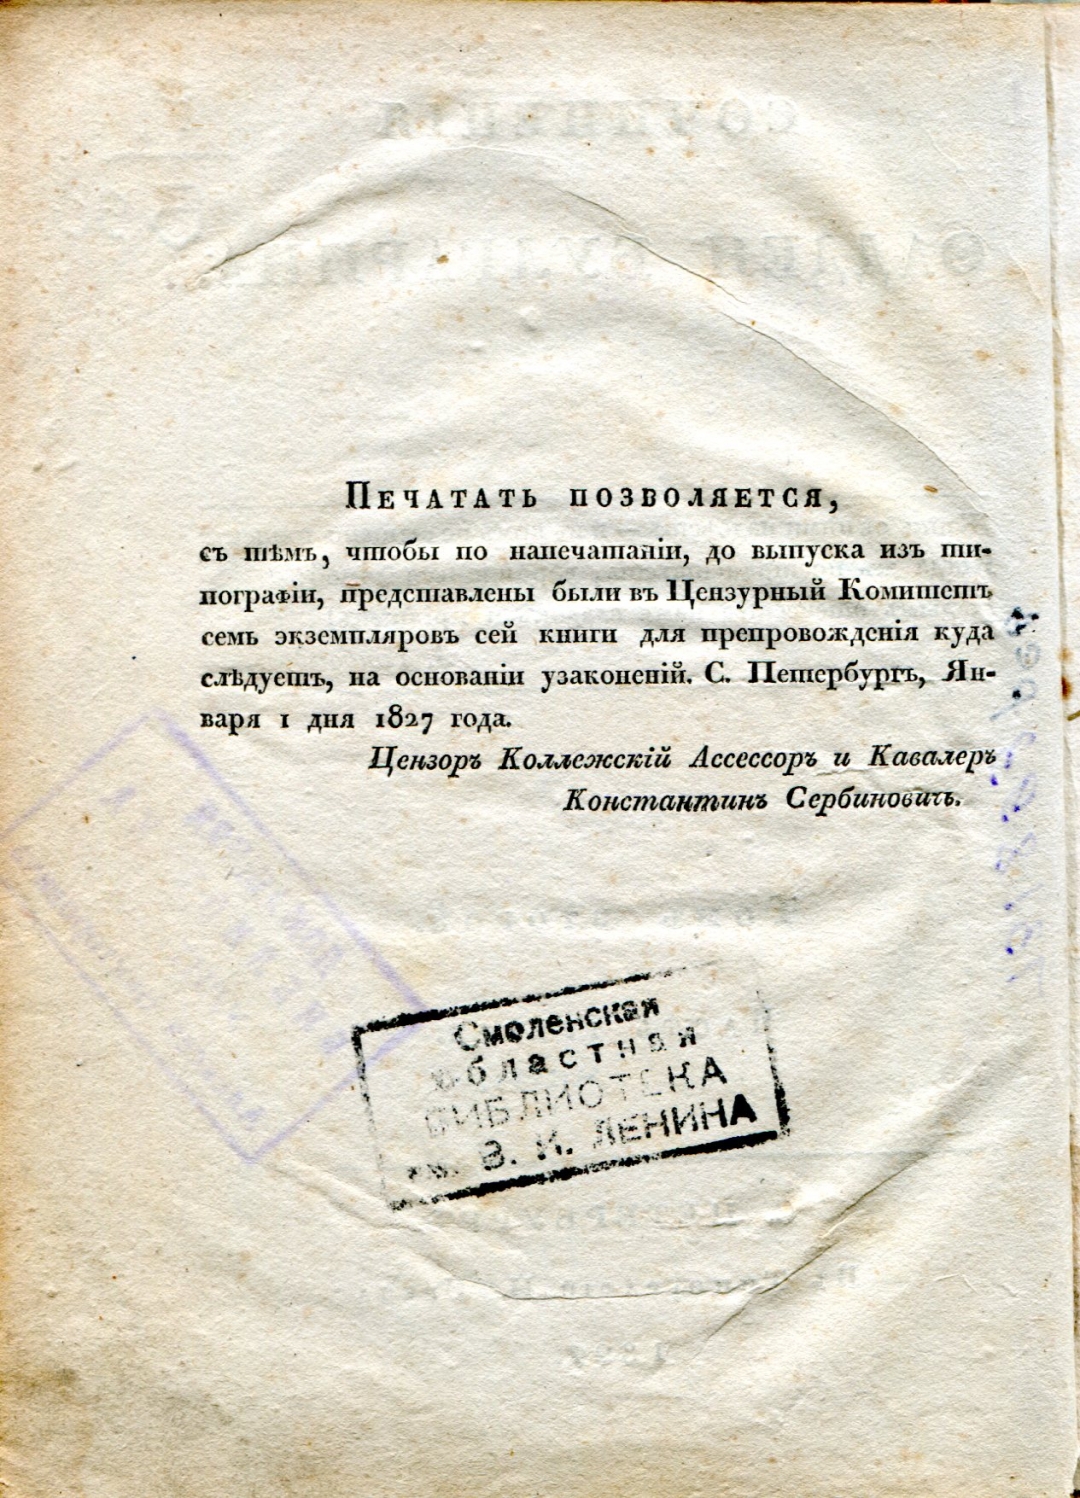 Печатать позволяется,
съ тѣмъ, чтобы по напечатаніи, до выпуска изъ ти-
пографіи, представлены были въ Цензурный Комитетъ
семь экземпляровъ сей книги для препровожденія куда
слѣдуетъ, на основаніи узаконеній. С. Петербургъ, Ян-
варя 1 дня 1827 года.
Цензоръ Коллежскій Ассессоръ и Кавалеръ
Константинъ Сербиновичь.
Смоленская
областная
БИБЛИОТЕКА
им. В. И. ЛЕНИНА